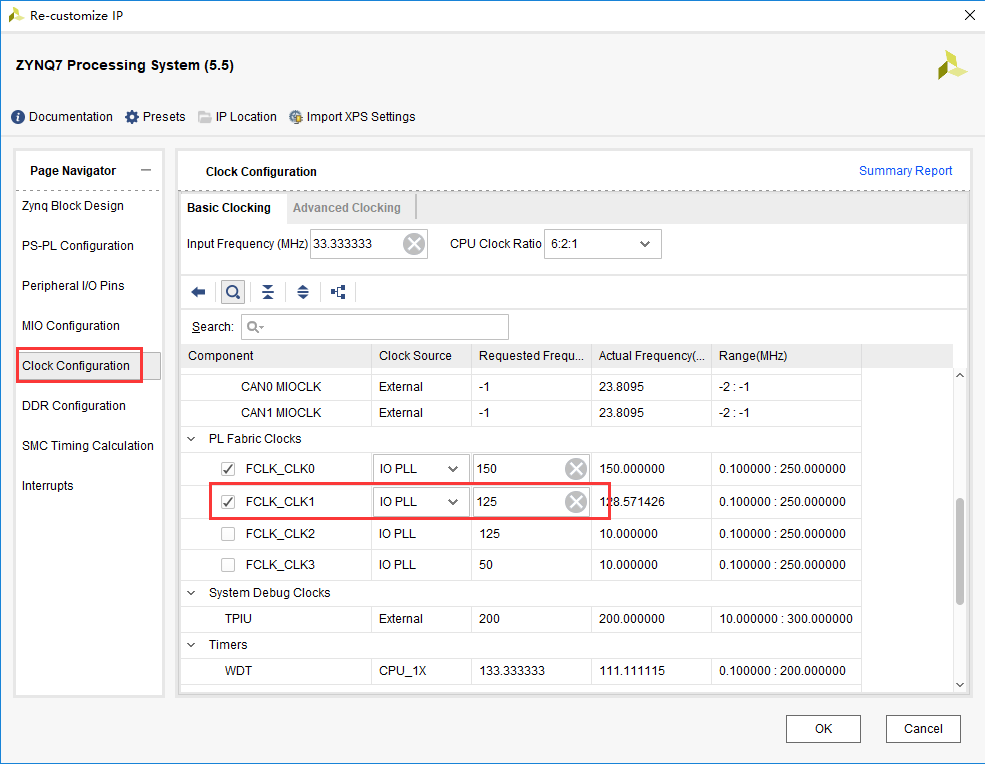 Re-customize IP
ZYNQ7 Processing System (5.5)
Documentation Presets IP Location Import XPS Settings
Page Navigator
Zynq Block Design
PS-PL Configuration
Peripheral I/O Pins
MIO Configuration
Clock Configuration
DDR Configuration
SMC Timing Calculation
Interrupts
Clock Configuration Summary Report
Basic Clocking Advanced Clocking
Input Frequency (MHz) 33.333333 CPU Clock Ratio 6:2:1
Search:
Component Clock Source Requested Frequ... Actual Frequency(... Range(MHz)
CAN0 MIOCLK External -1 23.8095 -2 : -1
CAN1 MIOCLK External -1 23.8095 -2 : -1
PL Fabric Clocks
FCLK_CLK0 IO PLL 150 150.000000 0.100000 : 250.000000
FCLK_CLK1 IO PLL 125 128.571426 0.100000 : 250.000000
FCLK_CLK2 IO PLL 125 10.000000 0.100000 : 250.000000
FCLK_CLK3 IO PLL 50 10.000000 0.100000 : 250.000000
System Debug Clocks
TPIU External 200 200.000000 10.000000 : 300.000000
Timers
WDT CPU_1X 133.333333 111.111115 0.100000 : 200.000000
OK Cancel